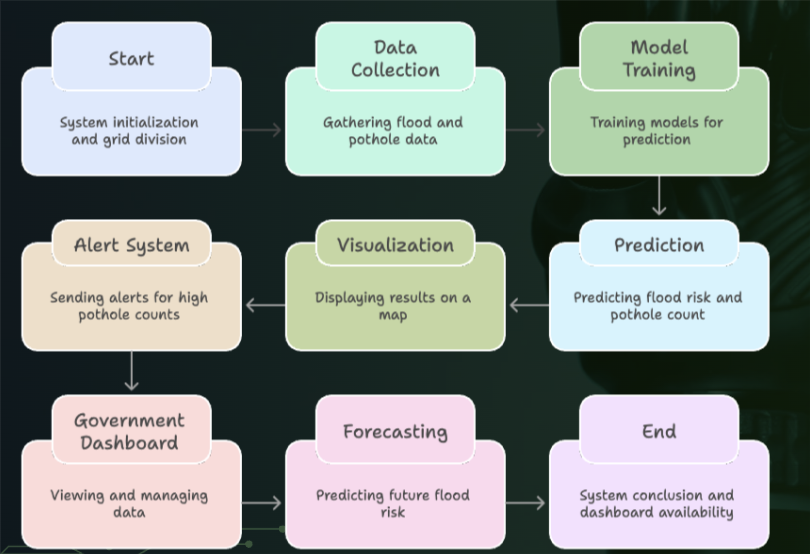 Start
System initialization
and grid division
Data
Collection
Gathering flood and
pothole data
Model
Training
Training models for
prediction
Prediction
Predicting flood risk and
pothole count
Visualization
Displaying results on a
map
Alert System
Sending alerts for high
pothole counts
Government
Dashboard
Viewing and managing
data
Forecasting
Predicting future flood
risk
End
System conclusion and
dashboard availability